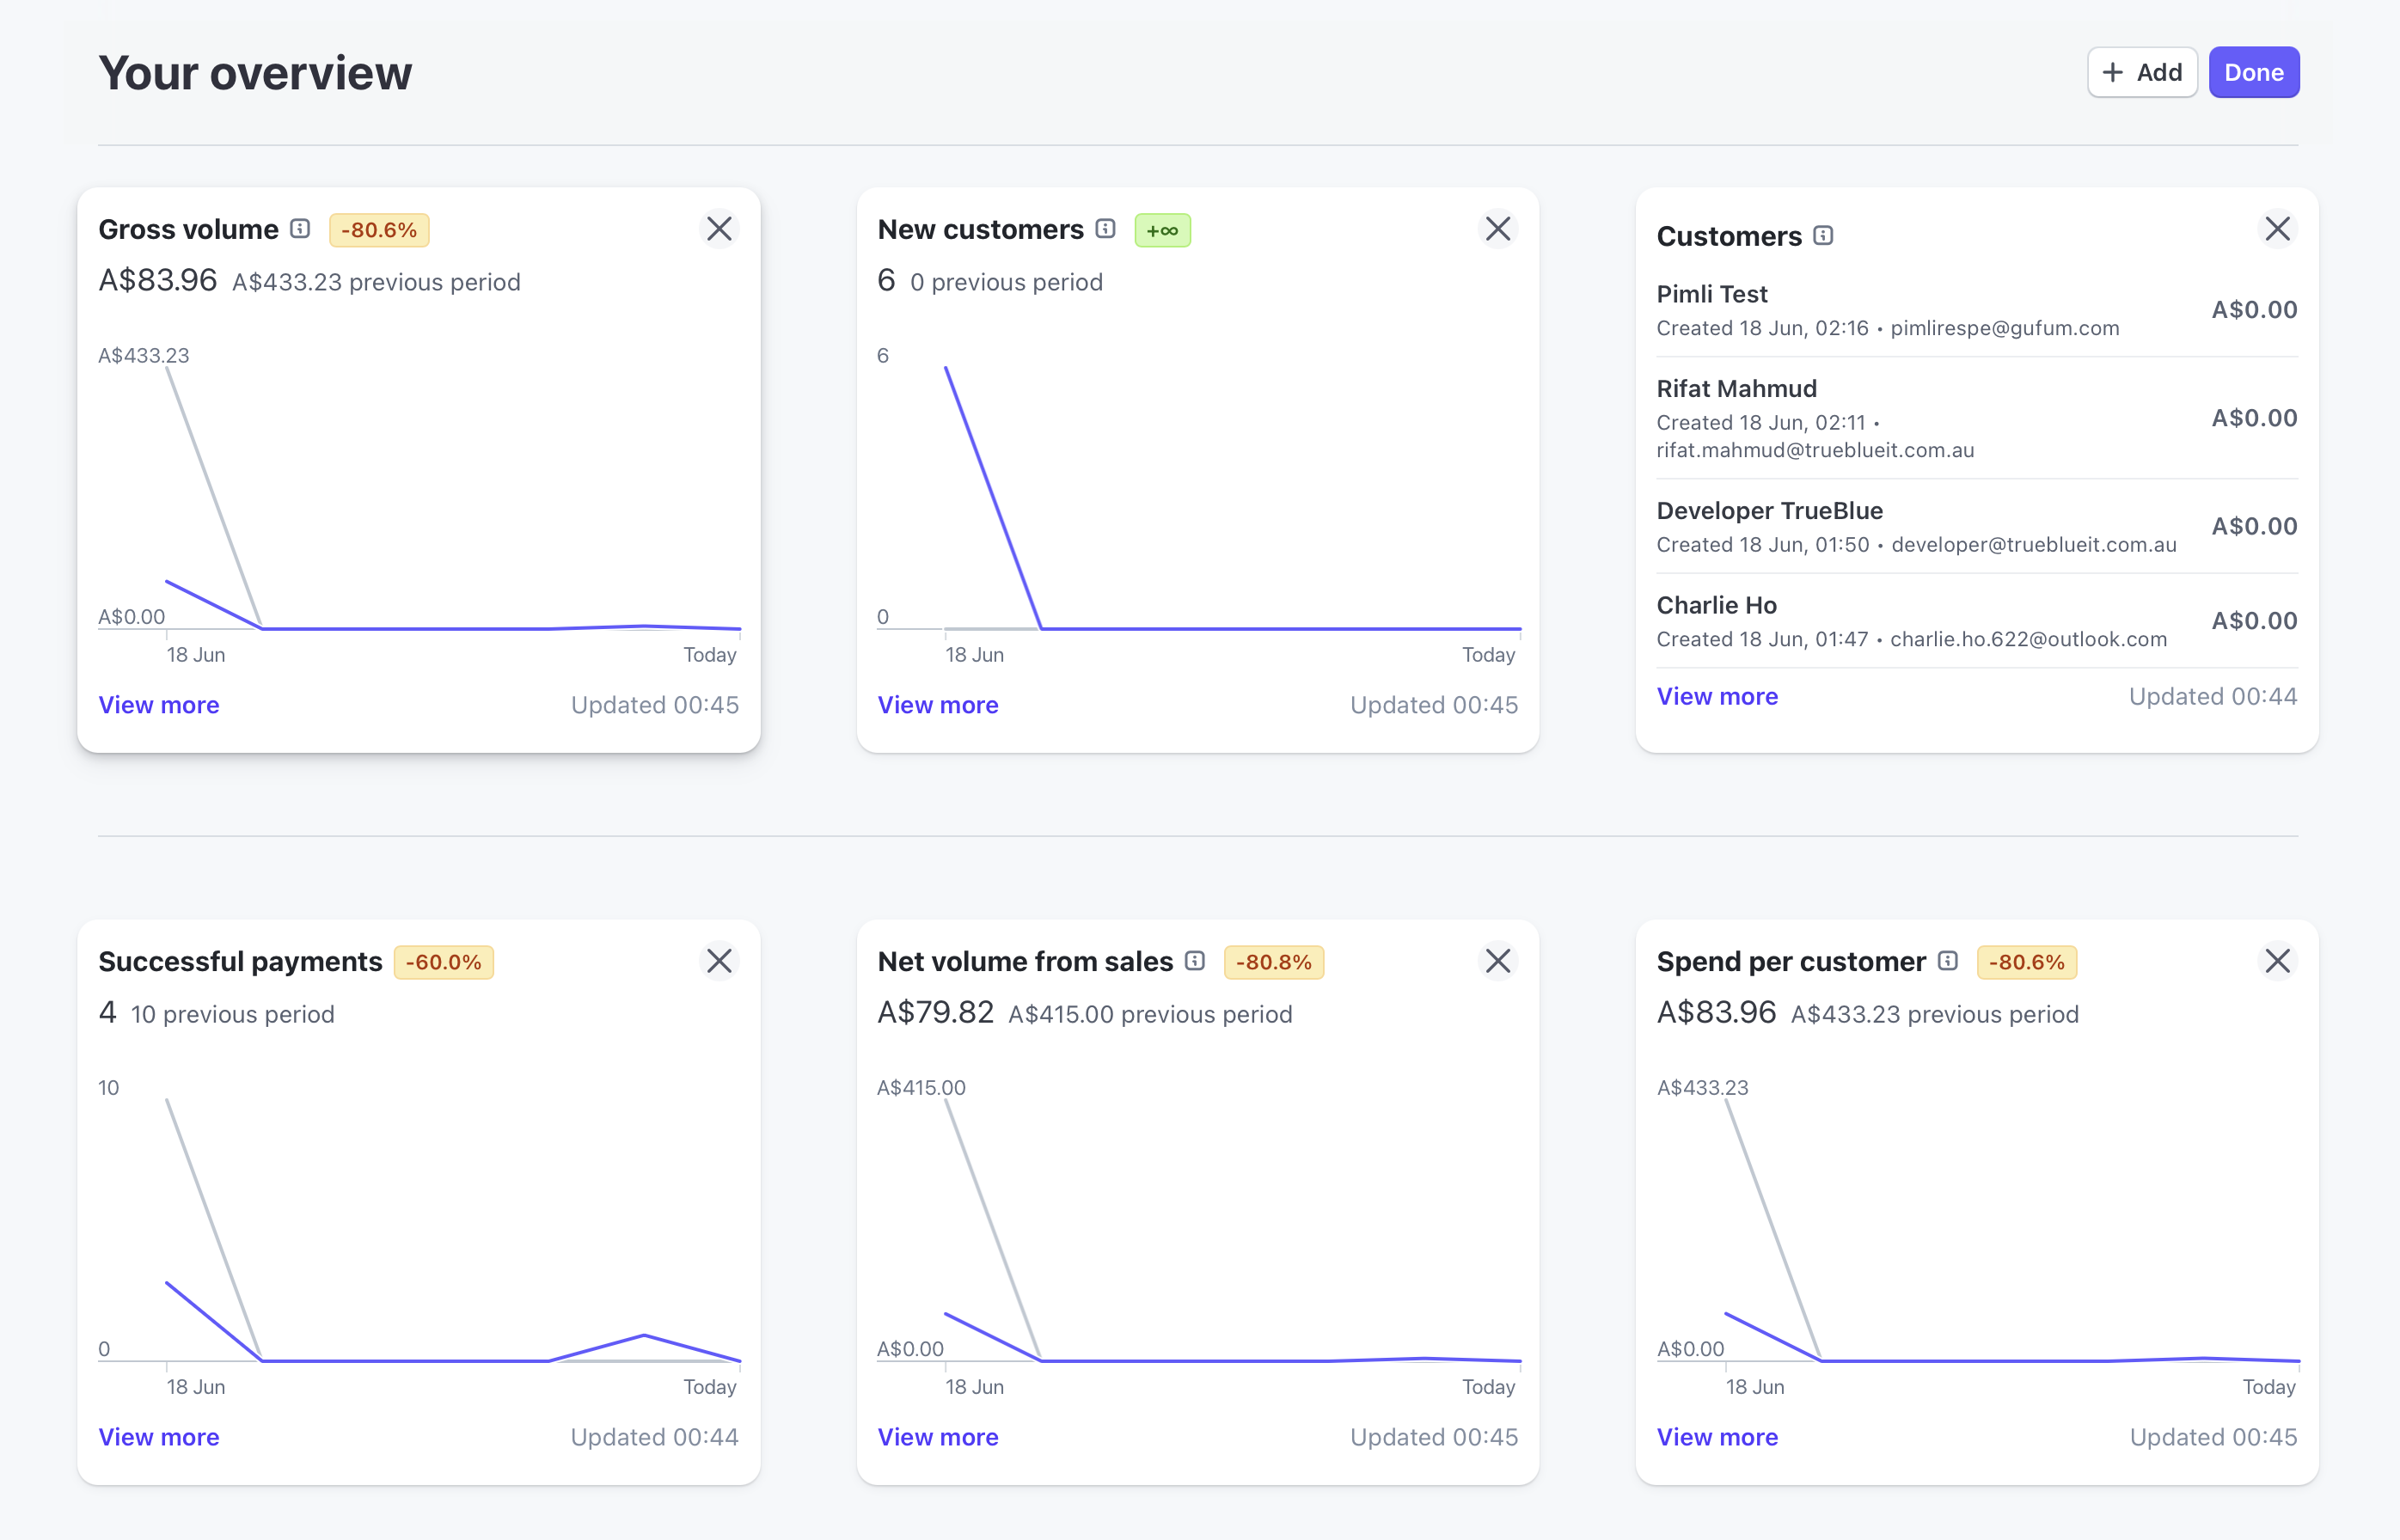 Your overview
+ Add
Done
Gross volume -80.6%
A$83.96 A$433.23 previous period
A$433.23
A$0.00
18 Jun Today
View more Updated 00:45
New customers +∞
6 0 previous period
6
0
18 Jun Today
View more Updated 00:45
Customers
Pimli Test
Created 18 Jun, 02:16 • pimlirespe@gufum.com
A$0.00
Rifat Mahmud
Created 18 Jun, 02:11 •
rifat.mahmud@trueblueit.com.au
A$0.00
Developer TrueBlue
Created 18 Jun, 01:50 • developer@trueblueit.com.au
A$0.00
Charlie Ho
Created 18 Jun, 01:47 • charlie.ho.622@outlook.com
A$0.00
View more Updated 00:44
Successful payments -60.0%
4 10 previous period
10
0
18 Jun Today
View more Updated 00:44
Net volume from sales -80.8%
A$79.82 A$415.00 previous period
A$415.00
A$0.00
18 Jun Today
View more Updated 00:45
Spend per customer -80.6%
A$83.96 A$433.23 previous period
A$433.23
A$0.00
18 Jun Today
View more Updated 00:45